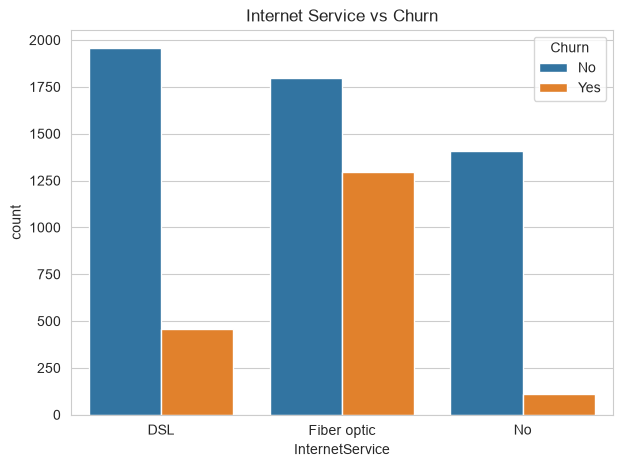 Internet Service vs Churn
Churn
No
Yes
2000
1750
1500
1250
1000
750
500
250
0
count
DSL
Fiber optic
No
InternetService